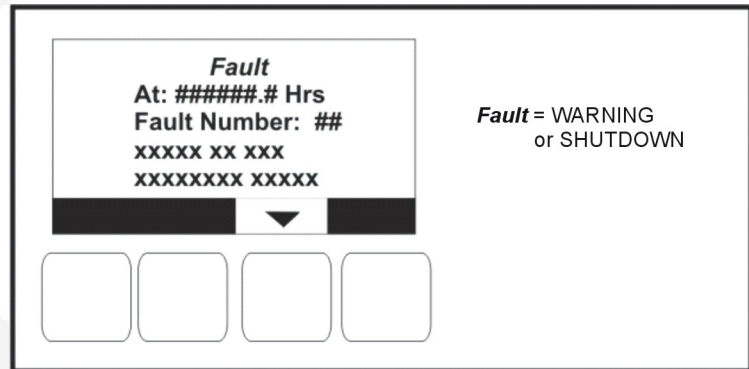 Fault
At: ######.# Hrs
Fault Number: ##
xxxxx xx xxx
xxxxxxxx xxxxx
Fault = WARNING
or SHUTDOWN